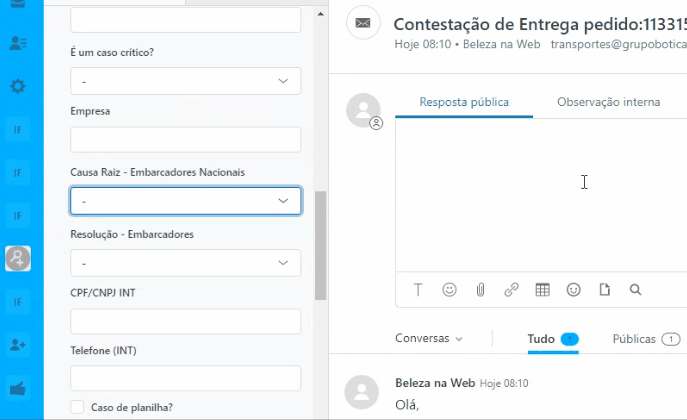 IF
IF
IF
IF
É um caso crítico?
-
Empresa
Causa Raiz - Embarcadores Nacionais
-
Resolução - Embarcadores
-
CPF/CNPJ INT
Telefone (INT)
Caso de planilha?
Contestação de Entrega pedido:113315
Hoje 08:10 • Beleza na Web transportes@grupobotica
Resposta pública
Observação interna
T
Conversas
Tudo 1
Públicas 1
Beleza na Web Hoje 08:10
Olá,